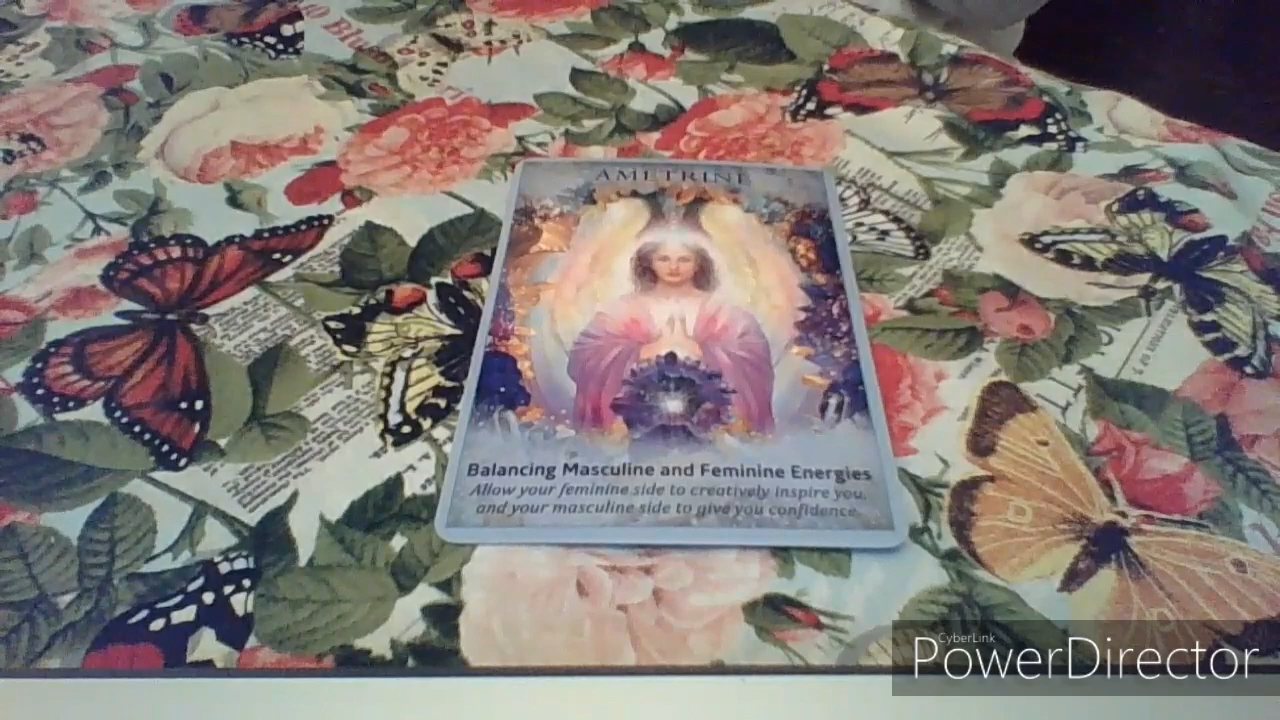 AMETRINE
Balancing Masculine and Feminine Energies
Allow your feminine side to creatively inspire you,
and your masculine side to give you confidence.
CyberLink
PowerDirector